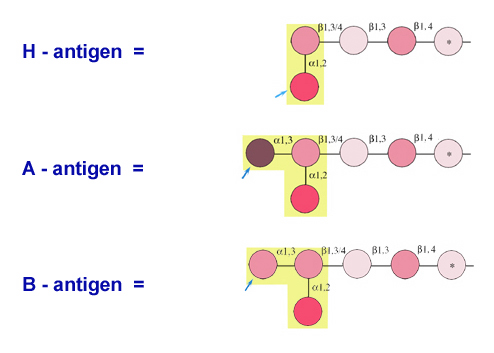 β1,3/4 β1,3 β1, 4
H - antigen =
*
α1,2
α1,3 β1,3/4 β1,3 β1, 4
A - antigen =
*
α1,2
α1,3 β1,3/4 β1,3 β1,4
B - antigen =
*
α1,2